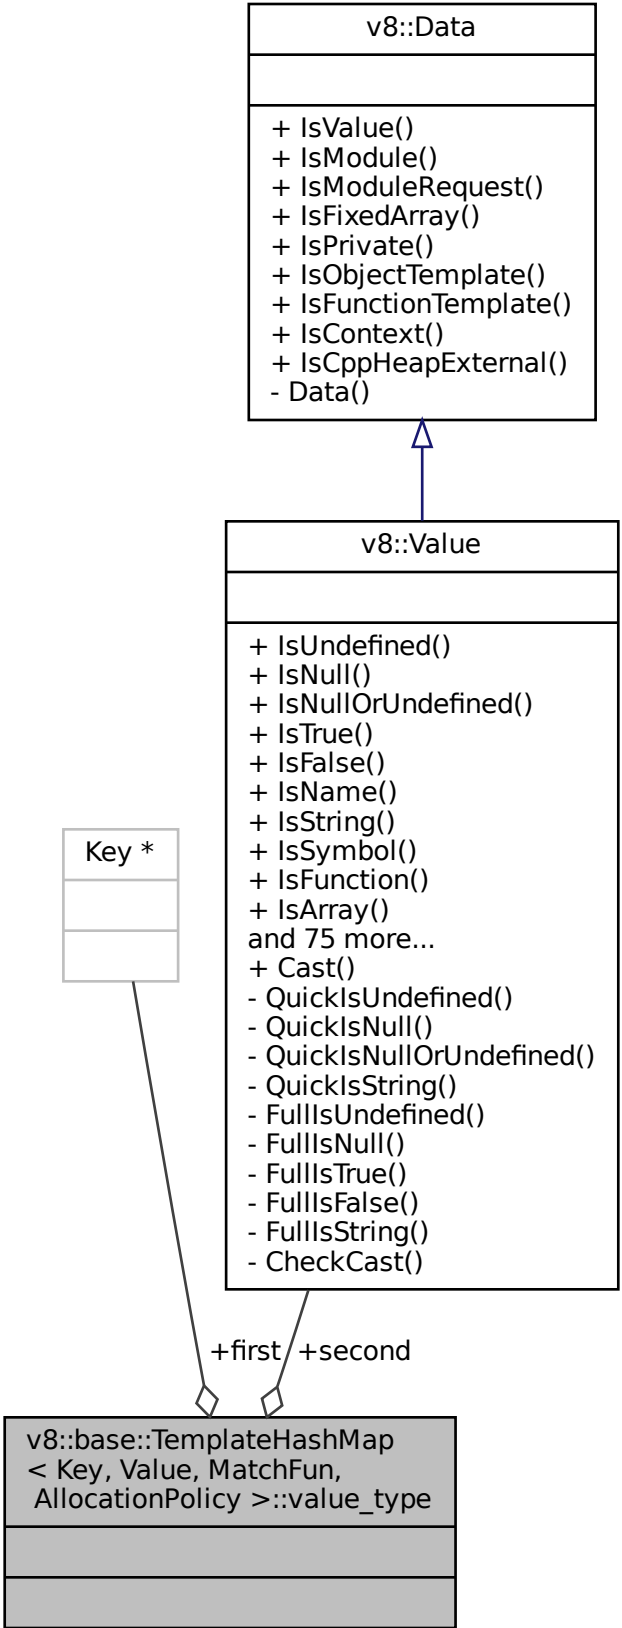 v8::Data
+ IsValue()
+ IsModule()
+ IsModuleRequest()
+ IsFixedArray()
+ IsPrivate()
+ IsObjectTemplate()
+ IsFunctionTemplate()
+ IsContext()
+ IsCppHeapExternal()
- Data()
v8::Value
+ IsUndefined()
+ IsNull()
+ IsNullOrUndefined()
+ IsTrue()
+ IsFalse()
+ IsName()
+ IsString()
+ IsSymbol()
+ IsFunction()
+ IsArray()
and 75 more...
+ Cast()
- QuickIsUndefined()
- QuickIsNull()
- QuickIsNullOrUndefined()
- QuickIsString()
- FullIsUndefined()
- FullIsNull()
- FullIsTrue()
- FullIsFalse()
- FullIsString()
- CheckCast()
Key *
+first
+second
v8::base::TemplateHashMap
< Key, Value, MatchFun,
AllocationPolicy >::value_type